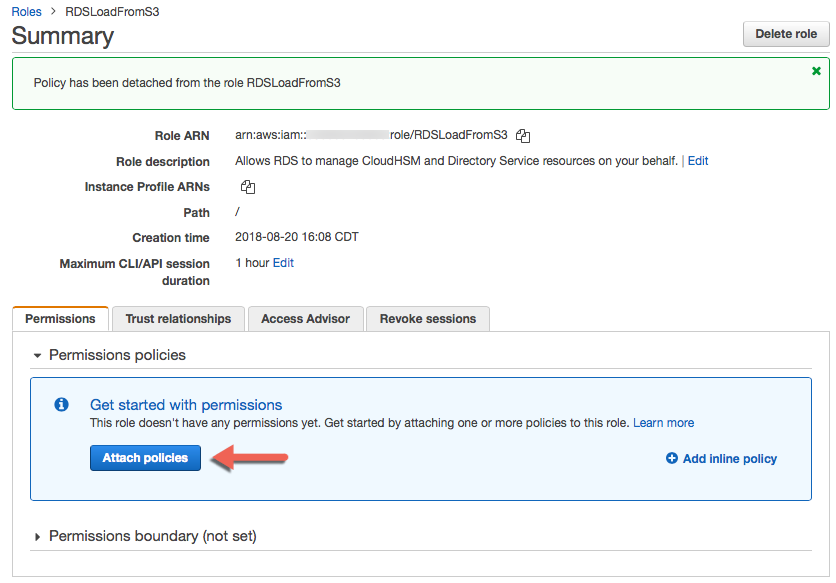 Roles > RDSLoadFromS3
Summary
Delete role
Policy has been detached from the role RDSLoadFromS3
Role ARN arn:aws:iam:: role/RDSLoadFromS3
Role description Allows RDS to manage CloudHSM and Directory Service resources on your behalf. | Edit
Instance Profile ARNs
Path /
Creation time 2018-08-20 16:08 CDT
Maximum CLI/API session 1 hour Edit
duration
Permissions Trust relationships Access Advisor Revoke sessions
Permissions policies
Get started with permissions
This role doesn't have any permissions yet. Get started by attaching one or more policies to this role. Learn more
Attach policies
Add inline policy
Permissions boundary (not set)